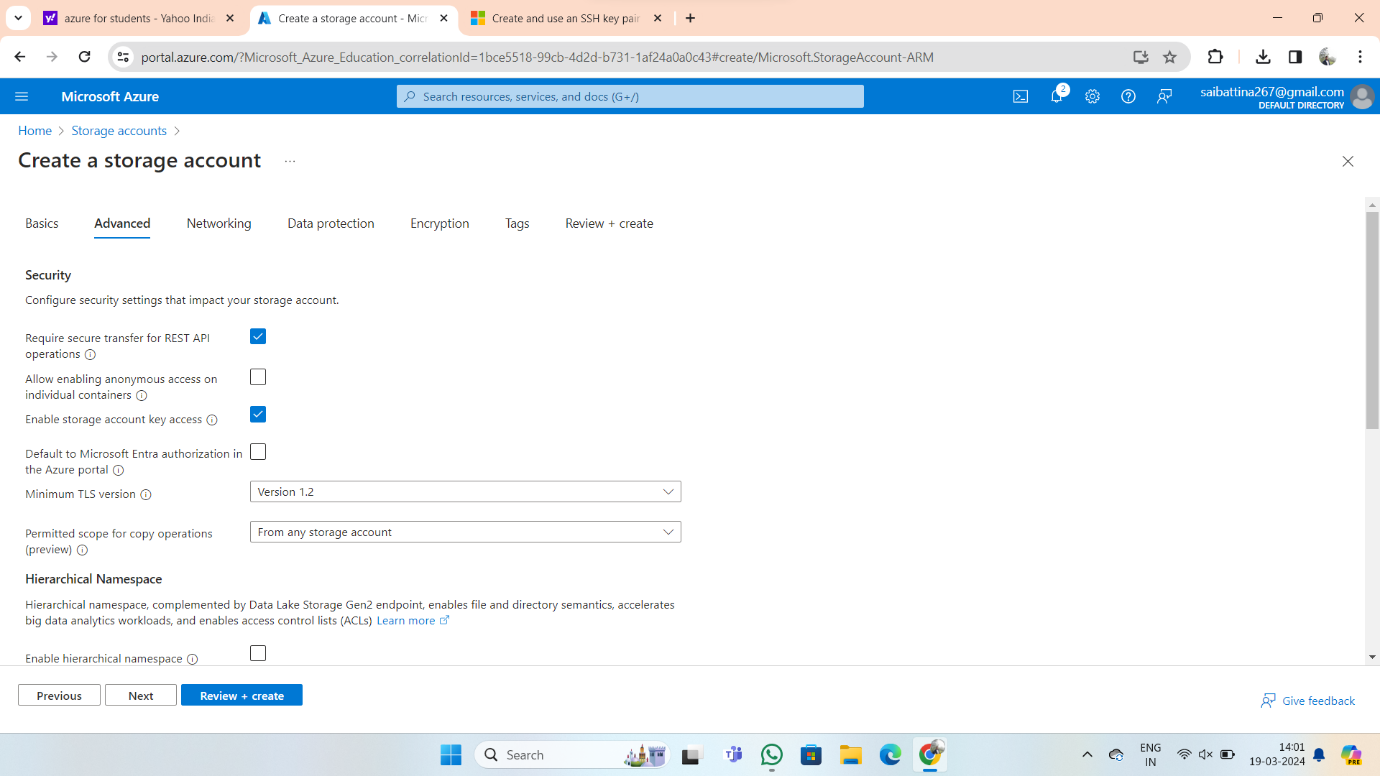 azure for students - Yahoo Indi
Create a storage account - Micr
Create and use an SSH key pair
portal.azure.com/?Microsoft_Azure_Education_correlationId=1bce5518-99cb-4d2d-b731-1af24a0a0c43#create/Microsoft.StorageAccount-ARM
Microsoft Azure
Search resources, services, and docs (G+/)
2
saibattina267@gmail.com
DEFAULT DIRECTORY
Home > Storage accounts >
Create a storage account ...
Basics Advanced Networking Data protection Encryption Tags Review + create
Security
Configure security settings that impact your storage account.
Require secure transfer for REST API
operations
Allow enabling anonymous access on
individual containers
Enable storage account key access
Default to Microsoft Entra authorization in
the Azure portal
Minimum TLS version
Version 1.2
Permitted scope for copy operations
(preview)
From any storage account
Hierarchical Namespace
Hierarchical namespace, complemented by Data Lake Storage Gen2 endpoint, enables file and directory semantics, accelerates
big data analytics workloads, and enables access control lists (ACLs) Learn more
Enable hierarchical namespace
Previous Next Review + create
Give feedback
Search
ENG
IN
14:01
19-03-2024
PRE